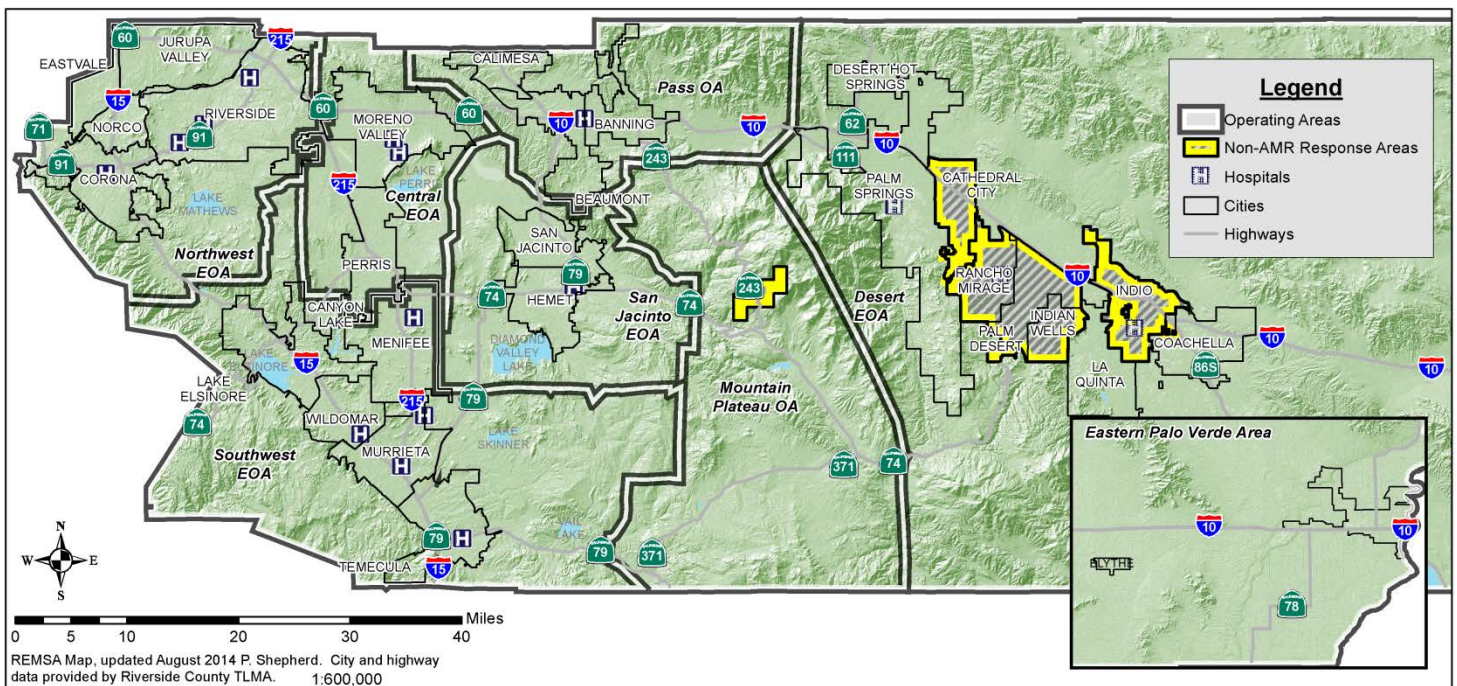 60
JURUPA
VALLEY
215
EASTVALE
15
71
NORCO
RIVERSIDE
91
91
CORONA
LAKE
MATHEWS
Northwest
EOA
60
MORENO
VALLEY
215
LAKE
PERRIS
Central
EOA
PERRIS
CANYON
LAKE
MENIFEE
60
CALIMESA
10
BANNING
Pass OA
10
243
BEAUMONT
SAN
JACINTO
79
HEMET
74
San
Jacinto
EOA
74
DIAMOND
VALLEY
LAKE
79
15
LAKE
ELSINORE
LAKE
ELSINORE
74
215
WILDOMAR
MURRIETA
Southwest
EOA
LAKE
SKINNER
79
TEMECULA
15
VAIL
LAKE
79
371
243
Mountain
Plateau OA
371
74
DESERT HOT
SPRINGS
62
10
111
PALM
SPRINGS
Desert
EOA
CATHEDRAL
CITY
RANCHO
MIRAGE
PALM
DESERT
INDIAN
WELLS
10
INDIO
LA
QUINTA
COACHELLA
86S
10
10
Legend
Operating Areas
Non-AMR Response Areas
H Hospitals
Cities
Highways
Eastern Palo Verde Area
10
10
BLYTHE
78
N
W E
S
0 5 10 20 30 40 Miles
REMSA Map, updated August 2014 P. Shepherd. City and highway
data provided by Riverside County TLMA. 1:600,000